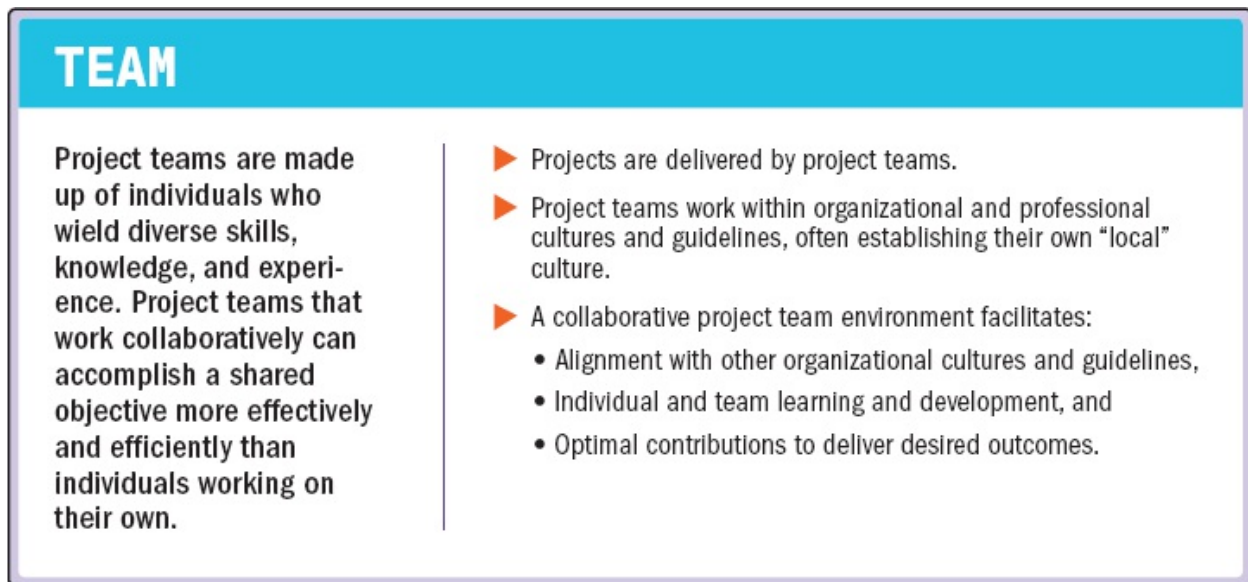 TEAM
Project teams are made
up of individuals who
wield diverse skills,
knowledge, and experi-
ence. Project teams that
work collaboratively can
accomplish a shared
objective more effectively
and efficiently than
individuals working on
their own.
▶ Projects are delivered by project teams.
▶ Project teams work within organizational and professional
cultures and guidelines, often establishing their own “local”
culture.
▶ A collaborative project team environment facilitates:
• Alignment with other organizational cultures and guidelines,
• Individual and team learning and development, and
• Optimal contributions to deliver desired outcomes.